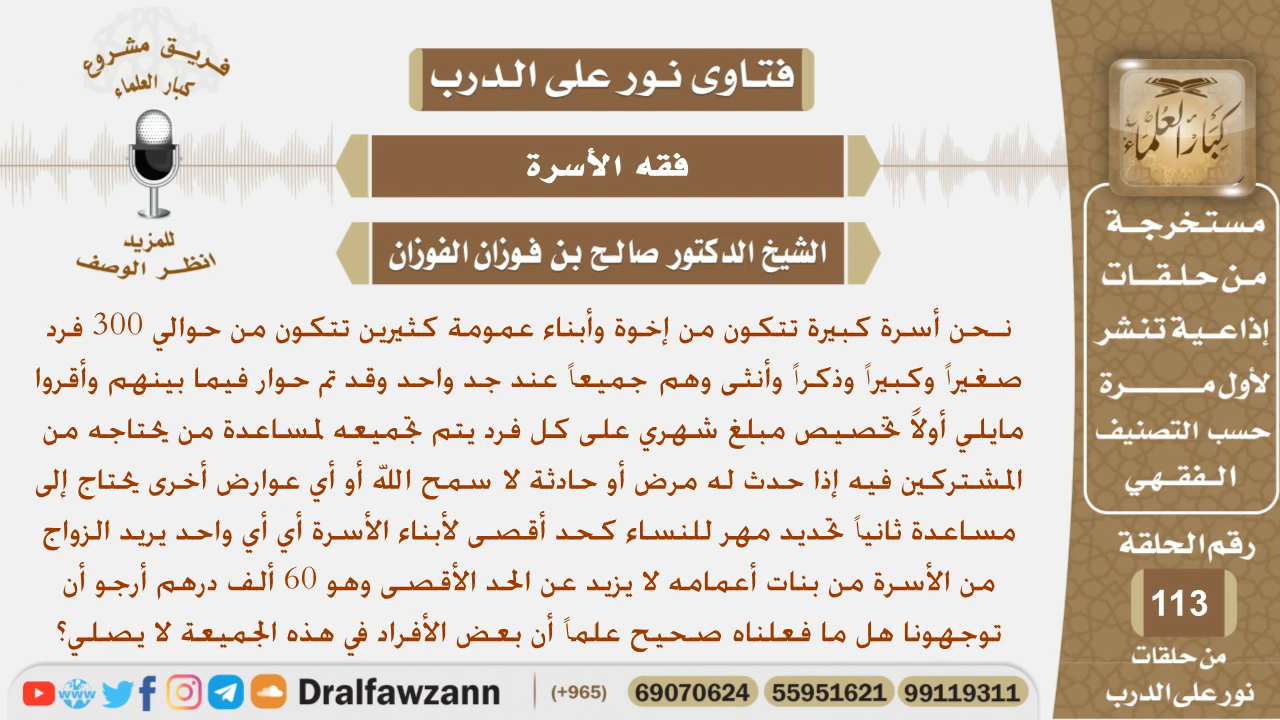 فريق مشروع
كبار العلماء
للمزيد
انظر الوصف
فتاوى نور على الدرب
فقه الأسرة
الشيخ الدكتور صالح بن فوزان الفوزان
نحن أسرة كبيرة تتكون من إخوة وأبناء عمومة كثيرين تتكون من حوالي 300 فرد
صغيراً وكبيراً وذكراً وأنثى وهم جميعاً عند جد واحد وقد تم حوار فيما بينهم وأقروا
مايلي أولاً تخصيص مبلغ شهري على كل فرد يتم تجميعه لمساعدة من يحتاجه من
المشتركين فيه إذا حدث له مرض أو حادثة لا سمح الله أو أي عوارض أخرى يحتاج إلى
مساعدة ثانياً تحديد مهر للنساء كحد أقصى لأبناء الأسرة أي أي واحد يريد الزواج
من الأسرة من بنات أعمامه لا يزيد عن الحد الأقصى وهو 60 ألف درهم أرجو أن
توجهونا هل ما فعلناه صحيح علماً أن بعض الأفراد في هذه الجميعة لا يصلي؟
كبار العلماء
مستخرجة
من حلقات
إذاعية تنشر
لأول مرة
حسب التصنيف
الفقهي
رقم الحلقة
113
من حلقات
نور على الدرب
Dralfawzann
(+965) 69070624 55951621 99119311